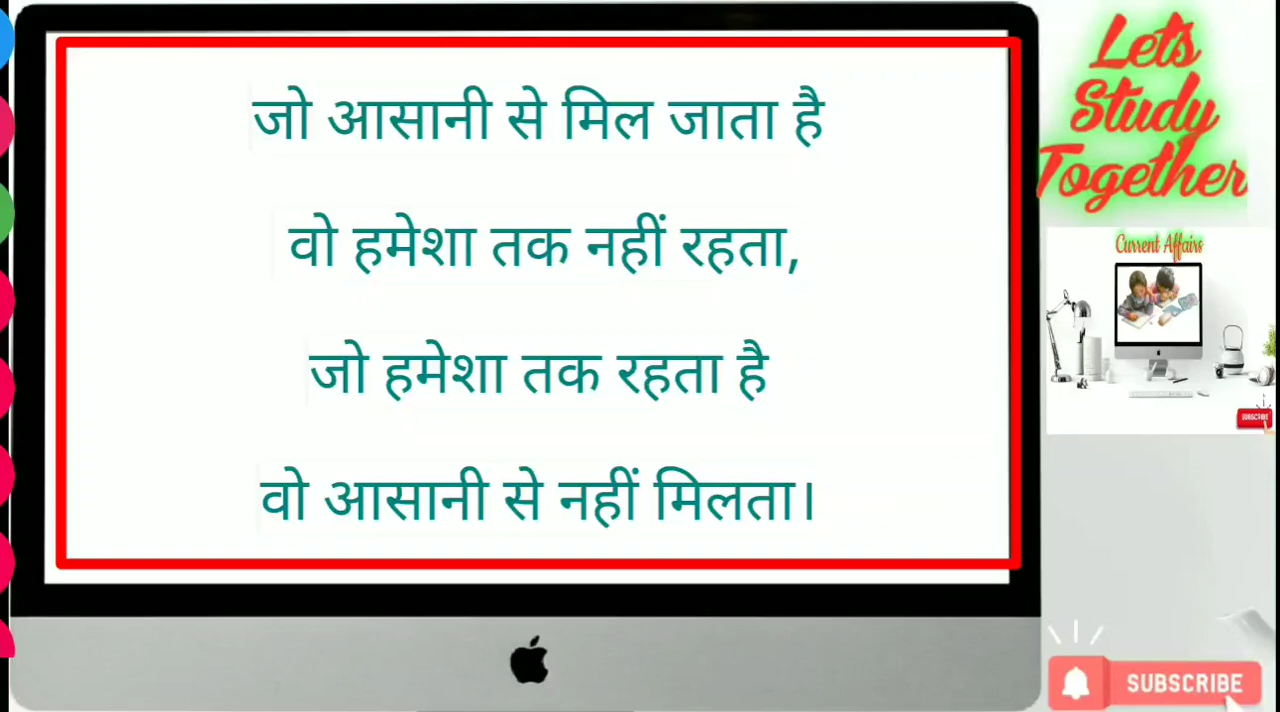 जो आसानी से मिल जाता है
वो हमेशा तक नहीं रहता,
जो हमेशा तक रहता है
वो आसानी से नहीं मिलता।
Lets
Study
Together
Current Affairs
SUBSCRIBE
SUBSCRIBE